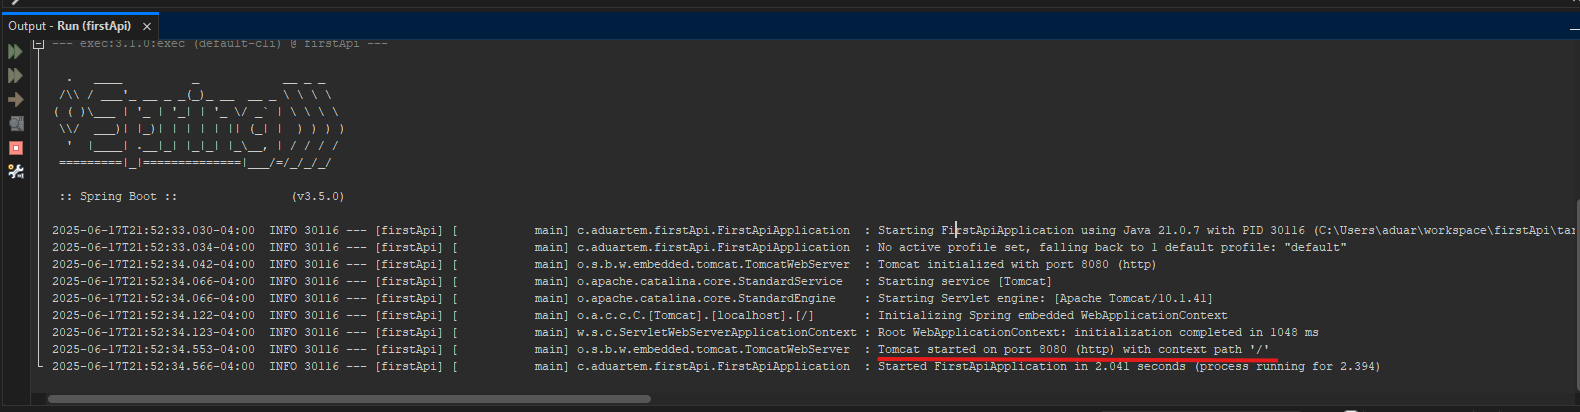 Output - Run (firstApi) ×
--- exec:3.1.0:exec (default-cli) @ firstApi ---
  .   ____          _            __ _ _
 /\\ / ___'_ __ _ _(_)_ __  __ _ \ \ \ \
( ( )\___ | '_ | '_| | '_ \/ _` | \ \ \ \
 \\/  ___)| |_)| | | | | || (_| |  ) ) ) )
  '  |____| .__|_| |_|_| |_\__, | / / / /
 =========|_|==============|___/=/_/_/_/
 :: Spring Boot ::                (v3.5.0)
2025-06-17T21:52:33.030-04:00  INFO 30116 --- [firstApi] [           main] c.aduartem.firstApi.FirstApiApplication  : Starting FirstApiApplication using Java 21.0.7 with PID 30116 (C:\Users\aduar\workspace\firstApi\tar
2025-06-17T21:52:33.034-04:00  INFO 30116 --- [firstApi] [           main] c.aduartem.firstApi.FirstApiApplication  : No active profile set, falling back to 1 default profile: "default"
2025-06-17T21:52:34.042-04:00  INFO 30116 --- [firstApi] [           main] o.s.b.w.embedded.tomcat.TomcatWebServer  : Tomcat initialized with port 8080 (http)
2025-06-17T21:52:34.066-04:00  INFO 30116 --- [firstApi] [           main] o.apache.catalina.core.StandardService   : Starting service [Tomcat]
2025-06-17T21:52:34.066-04:00  INFO 30116 --- [firstApi] [           main] o.apache.catalina.core.StandardEngine    : Starting Servlet engine: [Apache Tomcat/10.1.41]
2025-06-17T21:52:34.122-04:00  INFO 30116 --- [firstApi] [           main] o.a.c.c.C.[Tomcat].[localhost].[/]       : Initializing Spring embedded WebApplicationContext
2025-06-17T21:52:34.123-04:00  INFO 30116 --- [firstApi] [           main] w.s.c.ServletWebServerApplicationContext : Root WebApplicationContext: initialization completed in 1048 ms
2025-06-17T21:52:34.553-04:00  INFO 30116 --- [firstApi] [           main] o.s.b.w.embedded.tomcat.TomcatWebServer  : Tomcat started on port 8080 (http) with context path '/'
2025-06-17T21:52:34.566-04:00  INFO 30116 --- [firstApi] [           main] c.aduartem.firstApi.FirstApiApplication  : Started FirstApiApplication in 2.041 seconds (process running for 2.394)